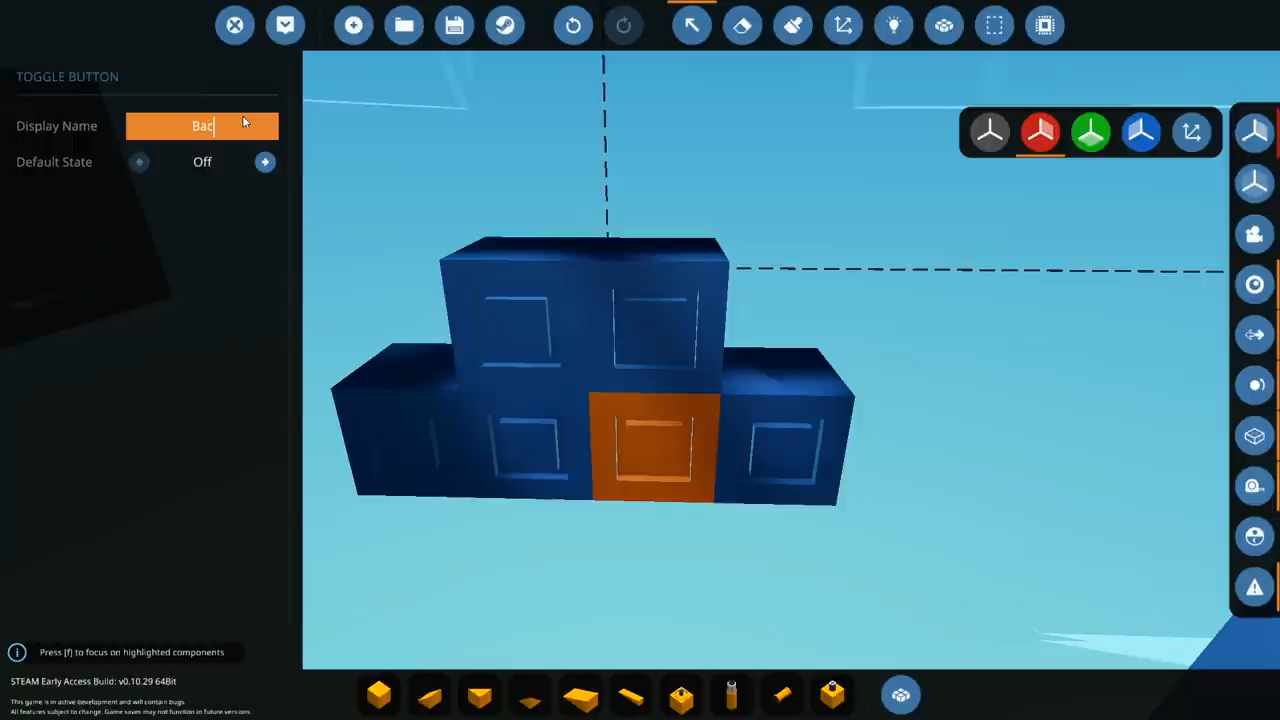 TOGGLE BUTTON
Display Name
Bac
Default State
Off
Press [f] to focus on highlighted components
STEAM Early Access Build: v0.10.29 64Bit
This game is in active development and will contain bugs.
All features subject to change. Game saves may not function in future versions